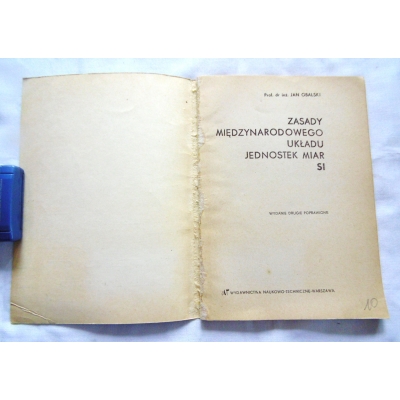 Prof. dr inż. JAN OBALSKI
ZASADY
MIĘDZYNARODOWEGO
UKŁADU
JEDNOSTEK MIAR
SI
WYDANIE DRUGIE POPRAWIONE
WYDAWNICTWA NAUKOWO-TECHNICZNE-WARSZAWA
10